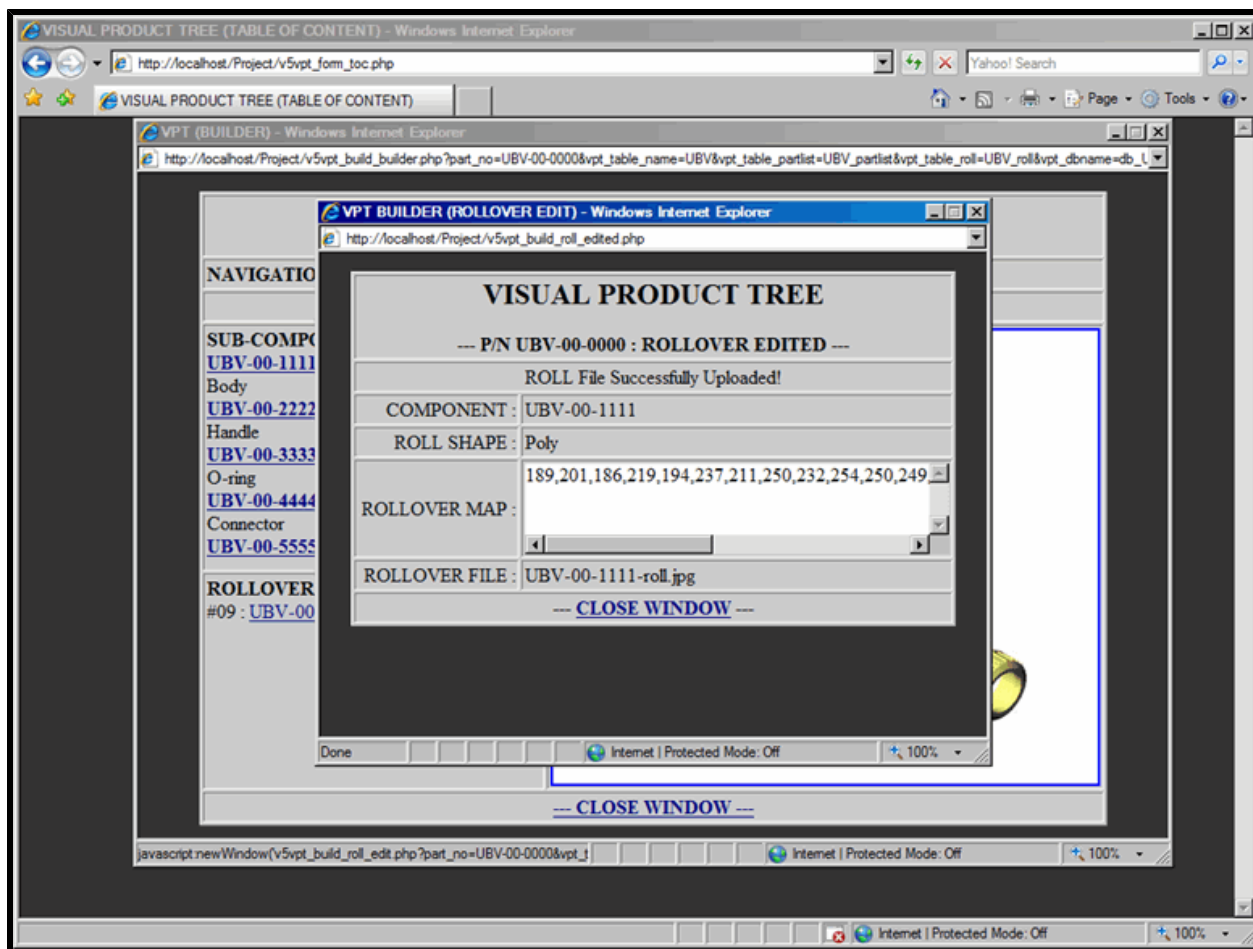 VISUAL PRODUCT TREE (TABLE OF CONTENT) - Windows Internet Explorer
http://localhost/Project/v5vpt_form_toc.php
Yahoo! Search
VISUAL PRODUCT TREE (TABLE OF CONTENT)
Page
Tools
VPT (BUILDER) - Windows Internet Explorer
http://localhost/Project/v5vpt_build_builder.php?part_no=UBV-00-0000&vpt_table_name=UBV&vpt_table_partlist=UBV_partlist&vpt_table_roll=UBV_roll&vpt_dbname=db_U
NAVIGATIO
SUB-COMPO
UBV-00-1111
Body
UBV-00-2222
Handle
UBV-00-3333
O-ring
UBV-00-4444
Connector
UBV-00-5555
ROLLOVER
#09 : UBV-00
VPT BUILDER (ROLLOVER EDIT) - Windows Internet Explorer
http://localhost/Project/v5vpt_build_roll_edited.php
VISUAL PRODUCT TREE
--- P/N UBV-00-0000 : ROLLOVER EDITED ---
ROLL File Successfully Uploaded!
COMPONENT : UBV-00-1111
ROLL SHAPE : Poly
ROLLOVER MAP : 189,201,186,219,194,237,211,250,232,254,250,249,
ROLLOVER FILE : UBV-00-1111-roll.jpg
--- CLOSE WINDOW ---
Done
Internet | Protected Mode: Off
100%
--- CLOSE WINDOW ---
javascript:newWindow('v5vpt_build_roll_edit.php?part_no=UBV-00-0000&vpt_t
Internet | Protected Mode: Off
100%
Internet | Protected Mode: Off
100%